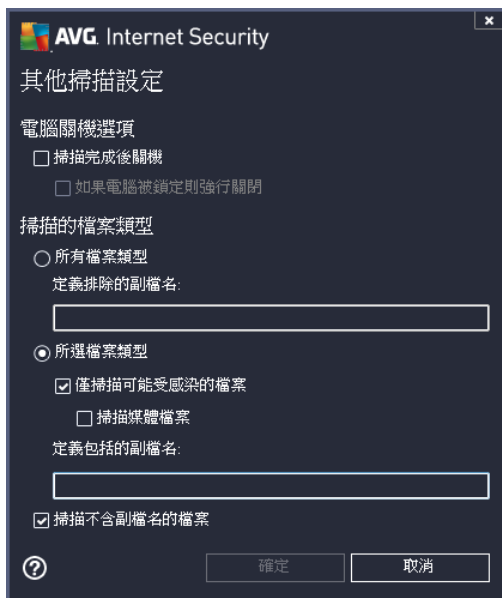 AVG. Internet Security
其他掃描設定
電腦關機選項
掃描完成後關機
如果電腦被鎖定則強行關閉
掃描的檔案類型
所有檔案類型
定義排除的副檔名:
所選檔案類型
僅掃描可能受感染的檔案
掃描媒體檔案
定義包括的副檔名:
掃描不含副檔名的檔案
確定 取消